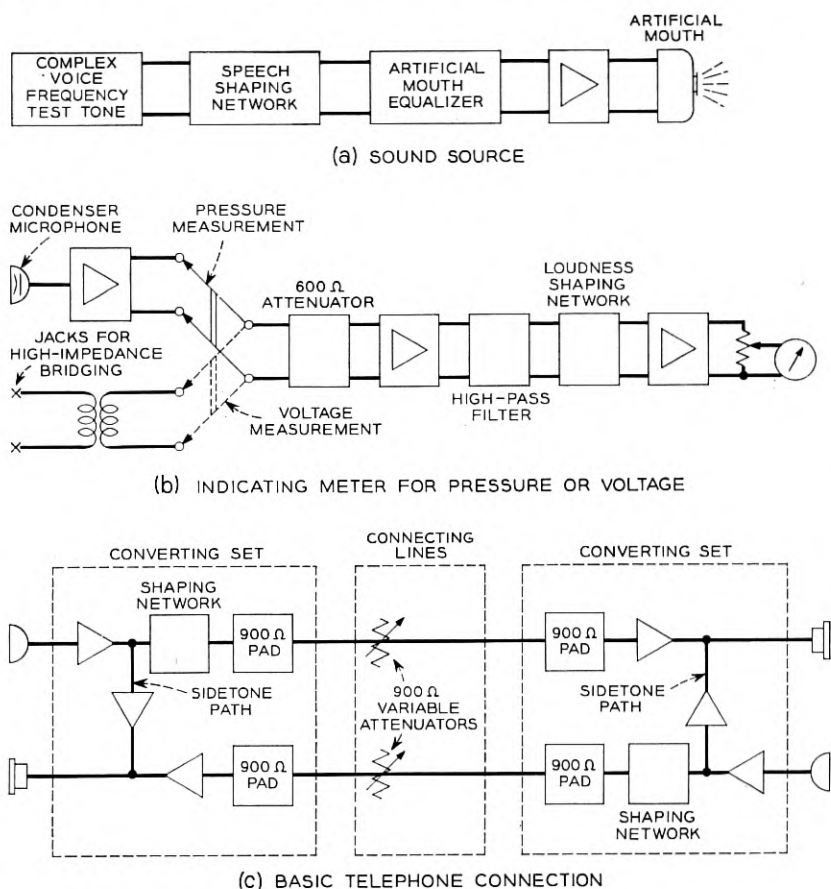 ARTIFICIAL
MOUTH
COMPLEX
VOICE
FREQUENCY
TEST TONE
SPEECH
SHAPING
NETWORK
ARTIFICIAL
MOUTH
EQUALIZER
(a) SOUND SOURCE
CONDENSER
MICROPHONE
PRESSURE
MEASUREMENT
600 Ω
ATTENUATOR
LOUDNESS
SHAPING
NETWORK
JACKS FOR
HIGH-IMPEDANCE
BRIDGING
VOLTAGE
MEASUREMENT
HIGH-PASS
FILTER
(b) INDICATING METER FOR PRESSURE OR VOLTAGE
CONVERTING SET
CONNECTING
LINES
CONVERTING SET
SHAPING
NETWORK
900 Ω
PAD
900 Ω
PAD
SIDETONE
PATH
900 Ω
VARIABLE
ATTENUATORS
SIDETONE
PATH
900 Ω
PAD
900 Ω
PAD
SHAPING
NETWORK
(c) BASIC TELEPHONE CONNECTION